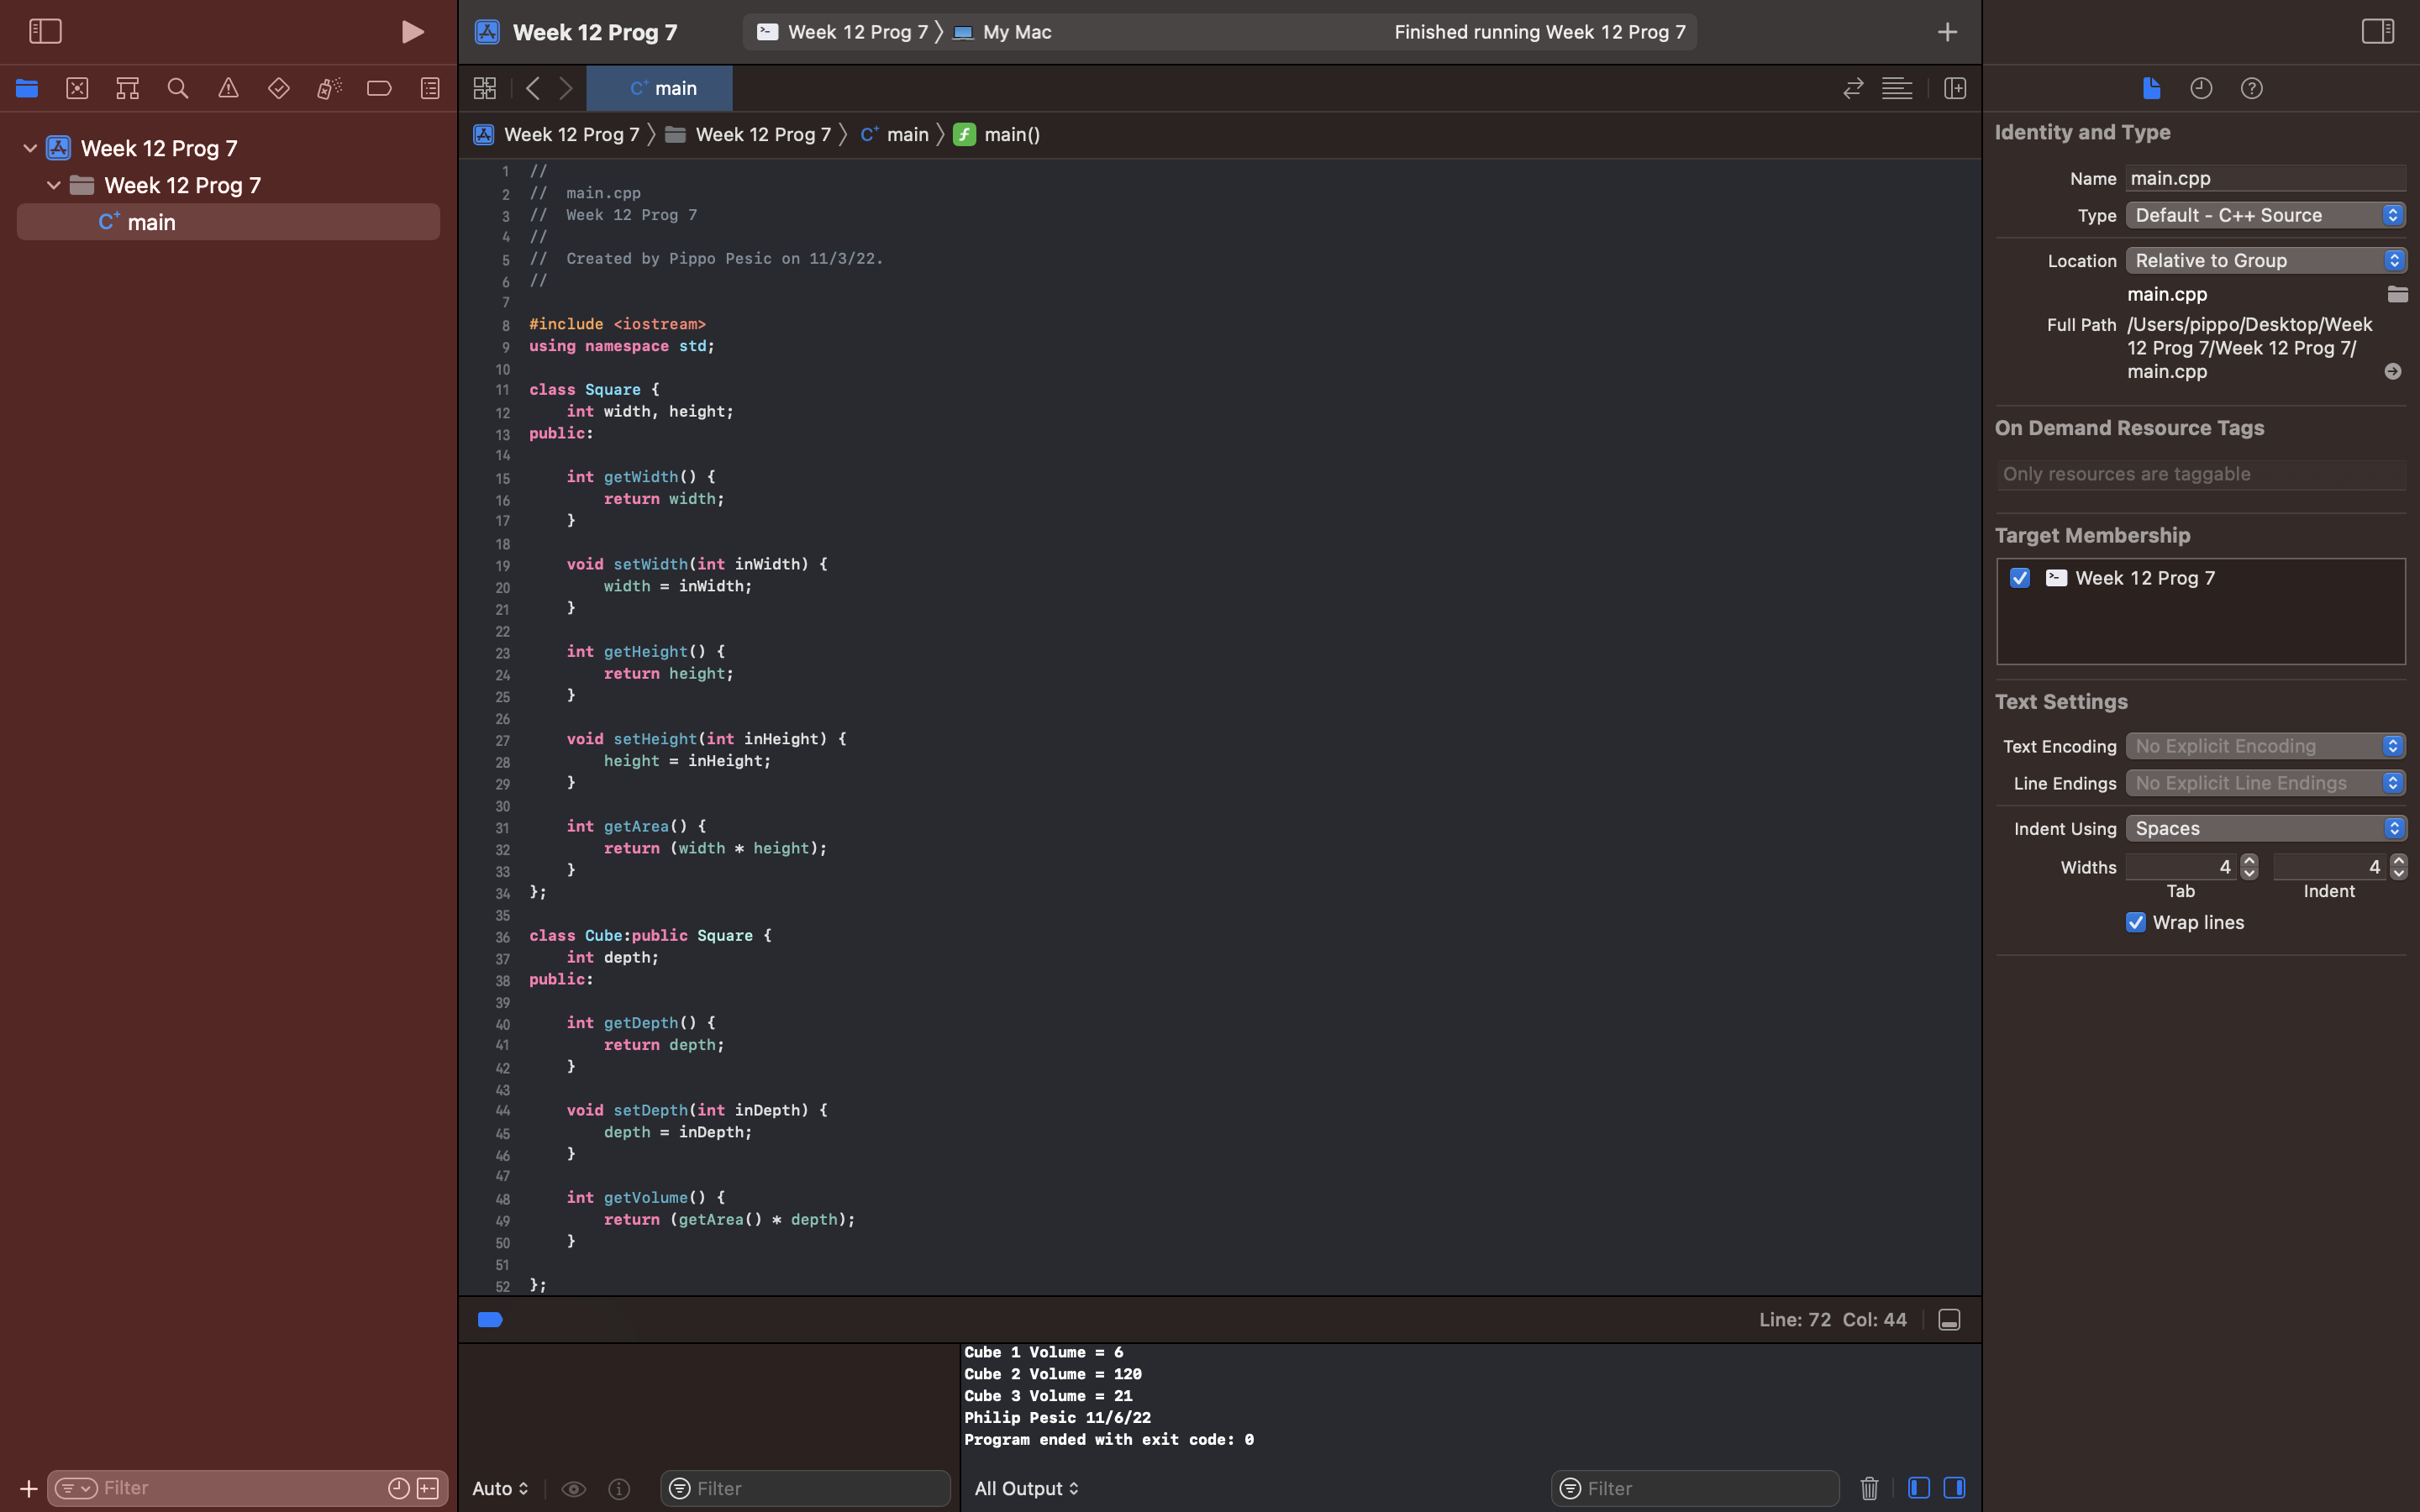 Week 12 Prog 7
Week 12 Prog 7
main
Filter
Week 12 Prog 7
Week 12 Prog 7 〉 My Mac
Finished running Week 12 Prog 7
main
Week 12 Prog 7 〉 Week 12 Prog 7 〉 main 〉 main()
1 //
2 //  main.cpp
3 //  Week 12 Prog 7
4 //
5 //  Created by Pippo Pesic on 11/3/22.
6 //
7
8 #include <iostream>
9 using namespace std;
10
11 class Square {
12     int width, height;
13 public:
14
15     int getWidth() {
16         return width;
17     }
18
19     void setWidth(int inWidth) {
20         width = inWidth;
21     }
22
23     int getHeight() {
24         return height;
25     }
26
27     void setHeight(int inHeight) {
28         height = inHeight;
29     }
30
31     int getArea() {
32         return (width * height);
33     }
34 };
35
36 class Cube:public Square {
37     int depth;
38 public:
39
40     int getDepth() {
41         return depth;
42     }
43
44     void setDepth(int inDepth) {
45         depth = inDepth;
46     }
47
48     int getVolume() {
49         return (getArea() * depth);
50     }
51
52 };
Line: 72 Col: 44
Cube 1 Volume = 6
Cube 2 Volume = 120
Cube 3 Volume = 21
Philip Pesic 11/6/22
Program ended with exit code: 0
Auto
Filter
All Output
Filter
Identity and Type
Name main.cpp
Type Default - C++ Source
Location Relative to Group
main.cpp
Full Path /Users/pippo/Desktop/Week
12 Prog 7/Week 12 Prog 7/
main.cpp
On Demand Resource Tags
Only resources are taggable
Target Membership
Week 12 Prog 7
Text Settings
Text Encoding No Explicit Encoding
Line Endings No Explicit Line Endings
Indent Using Spaces
Widths 4 4
Tab Indent
Wrap lines